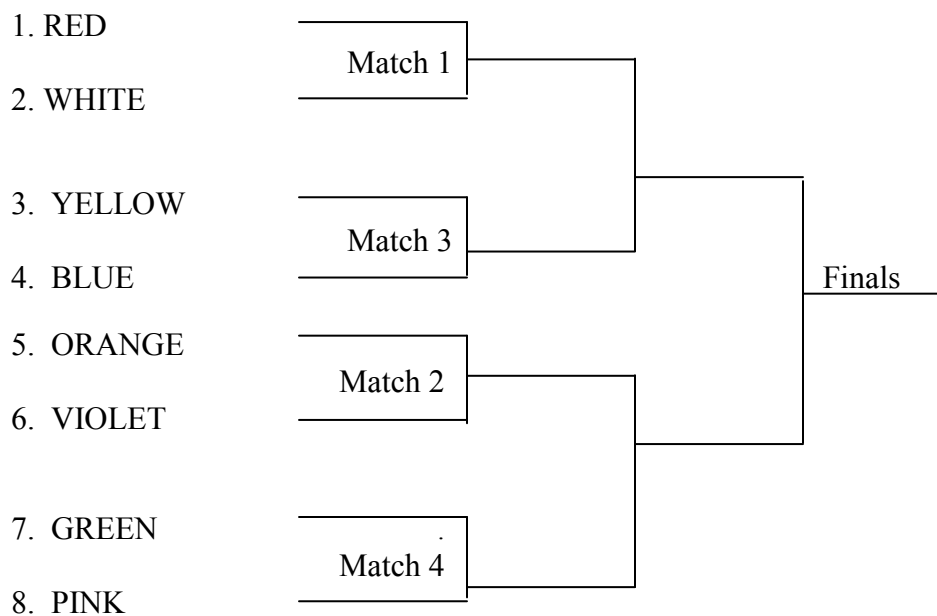 1. RED
Match 1
2. WHITE
3. YELLOW
Match 3
4. BLUE
Finals
5. ORANGE
Match 2
6. VIOLET
7. GREEN
.
Match 4
8. PINK